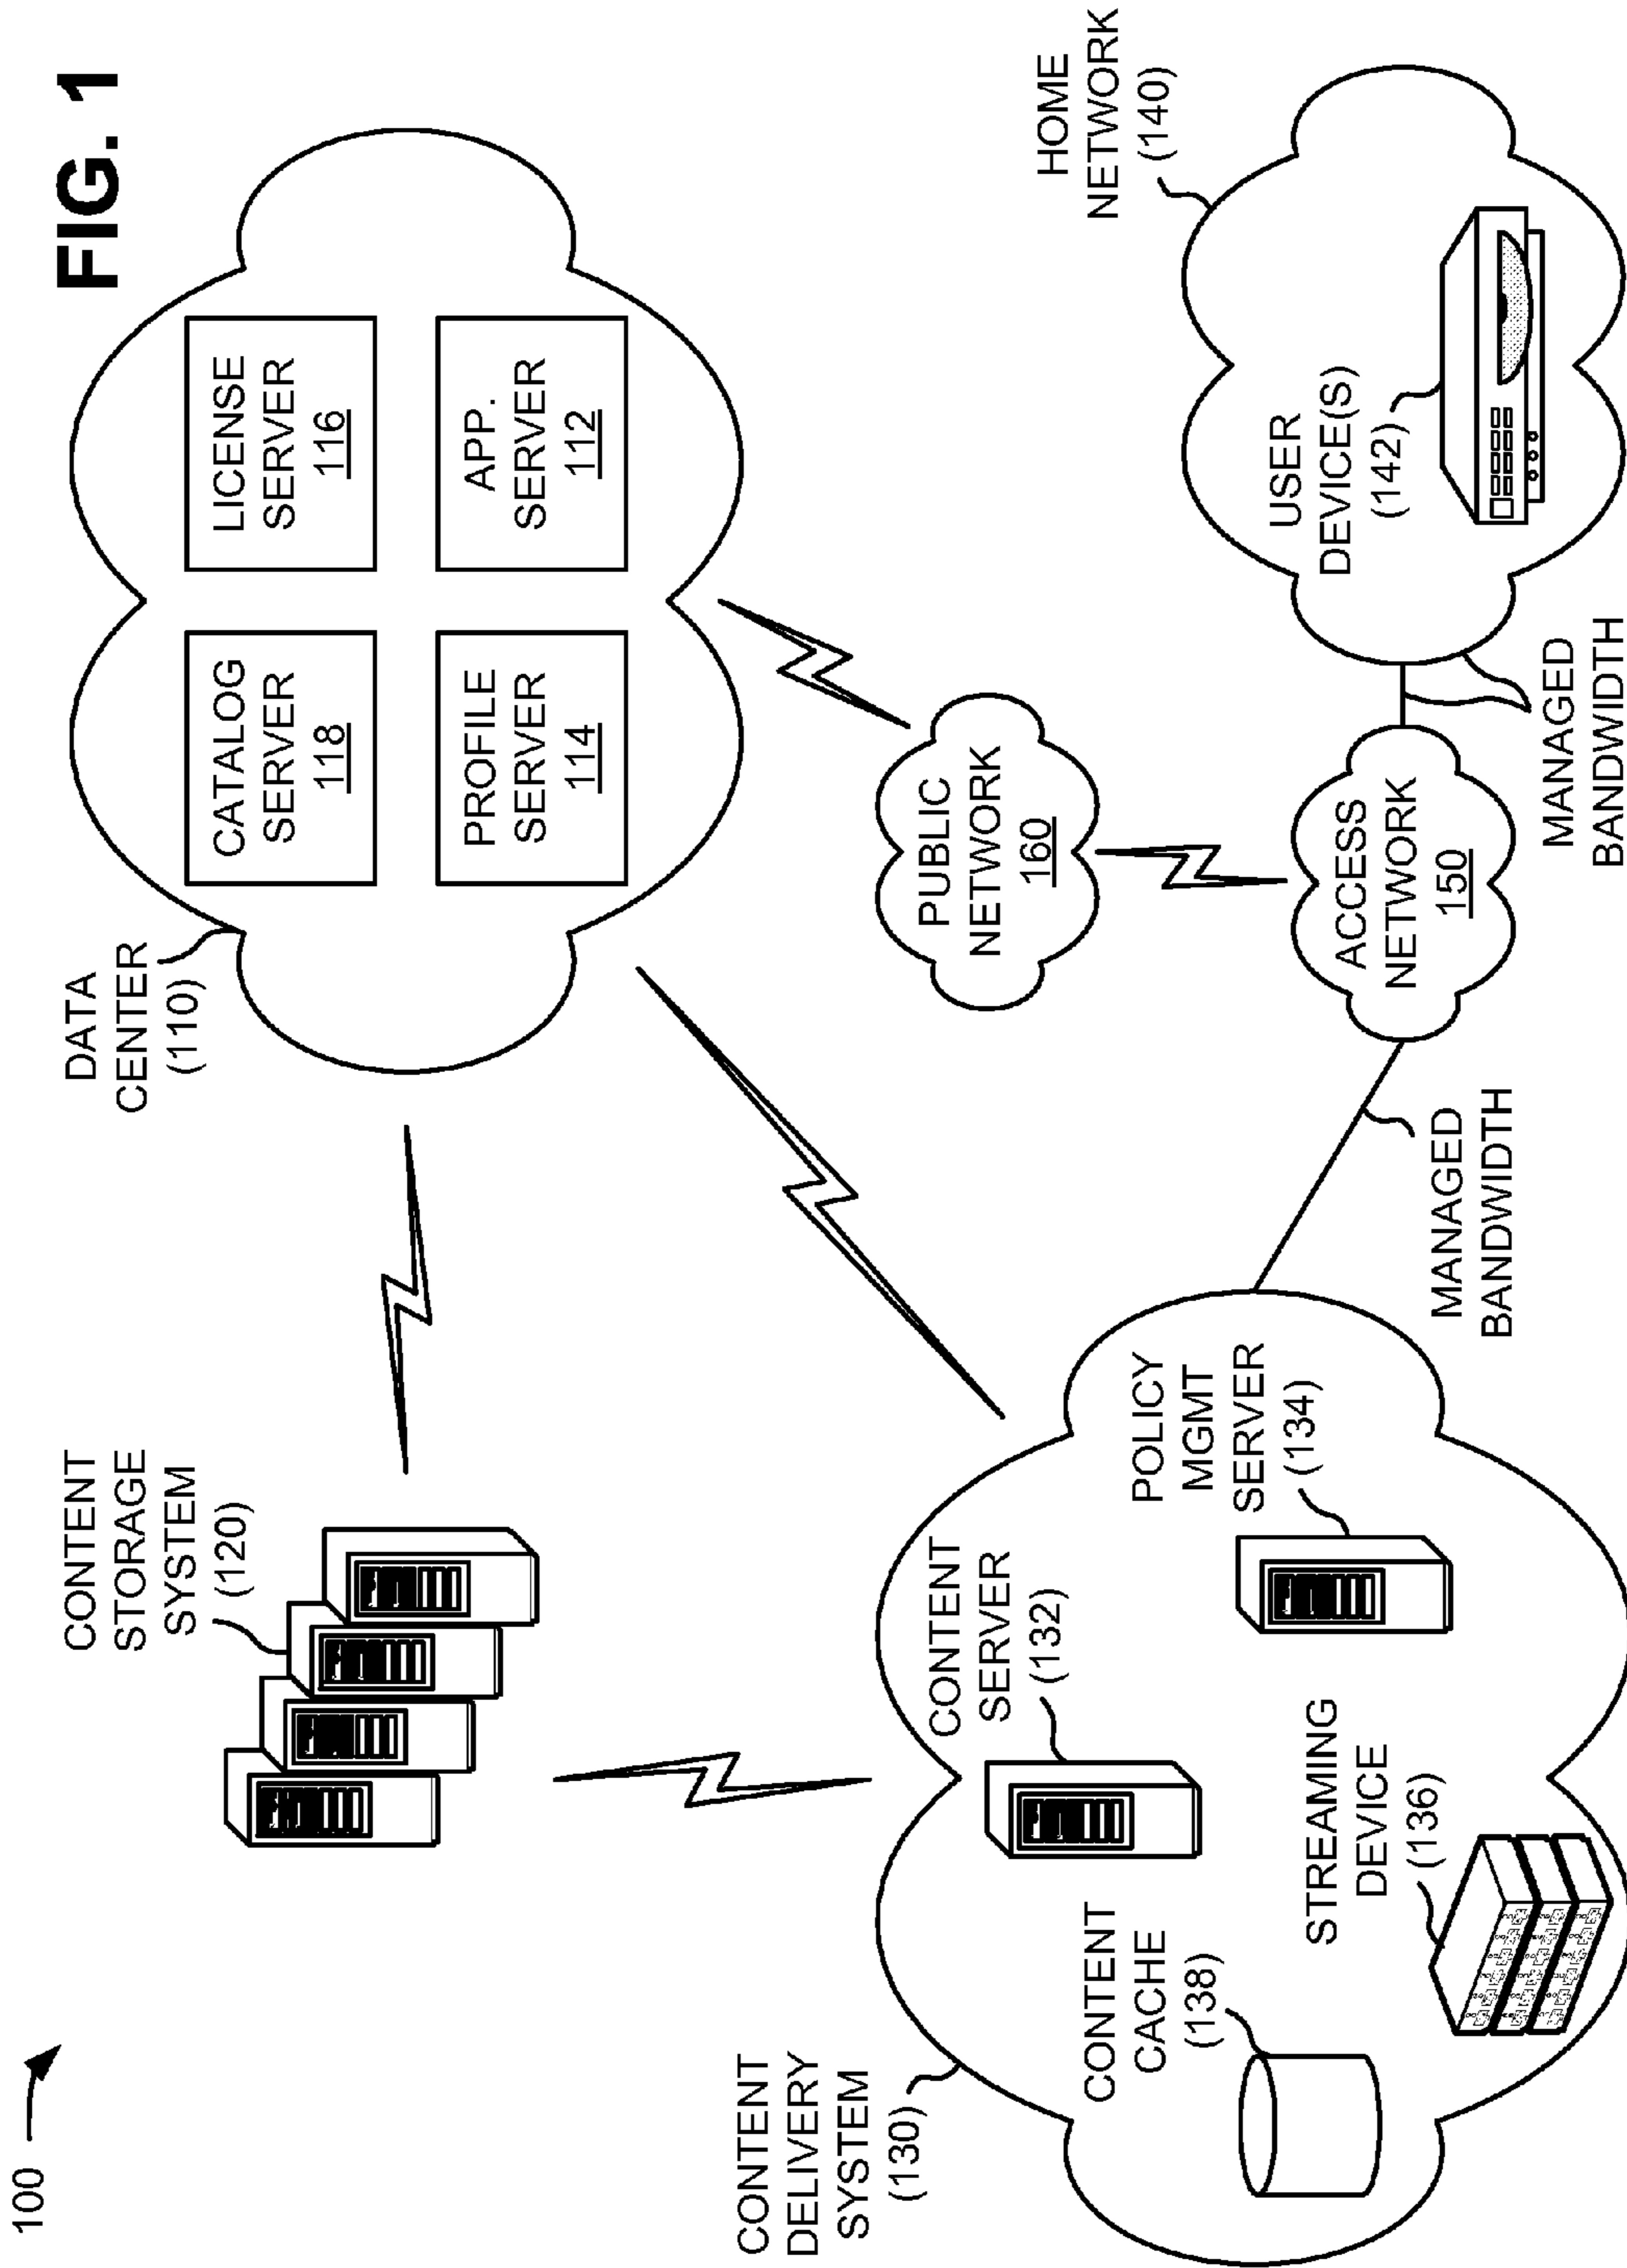 100
FIG. 1
CONTENT
STORAGE
SYSTEM
(120)
DATA
CENTER
(110)
CATALOG
SERVER
118
LICENSE
SERVER
116
PROFILE
SERVER
114
APP.
SERVER
112
CONTENT
DELIVERY
SYSTEM
(130)
CONTENT
SERVER
(132)
CONTENT
CACHE
(138)
POLICY
MGMT
SERVER
(134)
STREAMING
DEVICE
(136)
PUBLIC
NETWORK
160
ACCESS
NETWORK
150
MANAGED
BANDWIDTH
MANAGED
BANDWIDTH
HOME
NETWORK
(140)
USER
DEVICE(S)
(142)